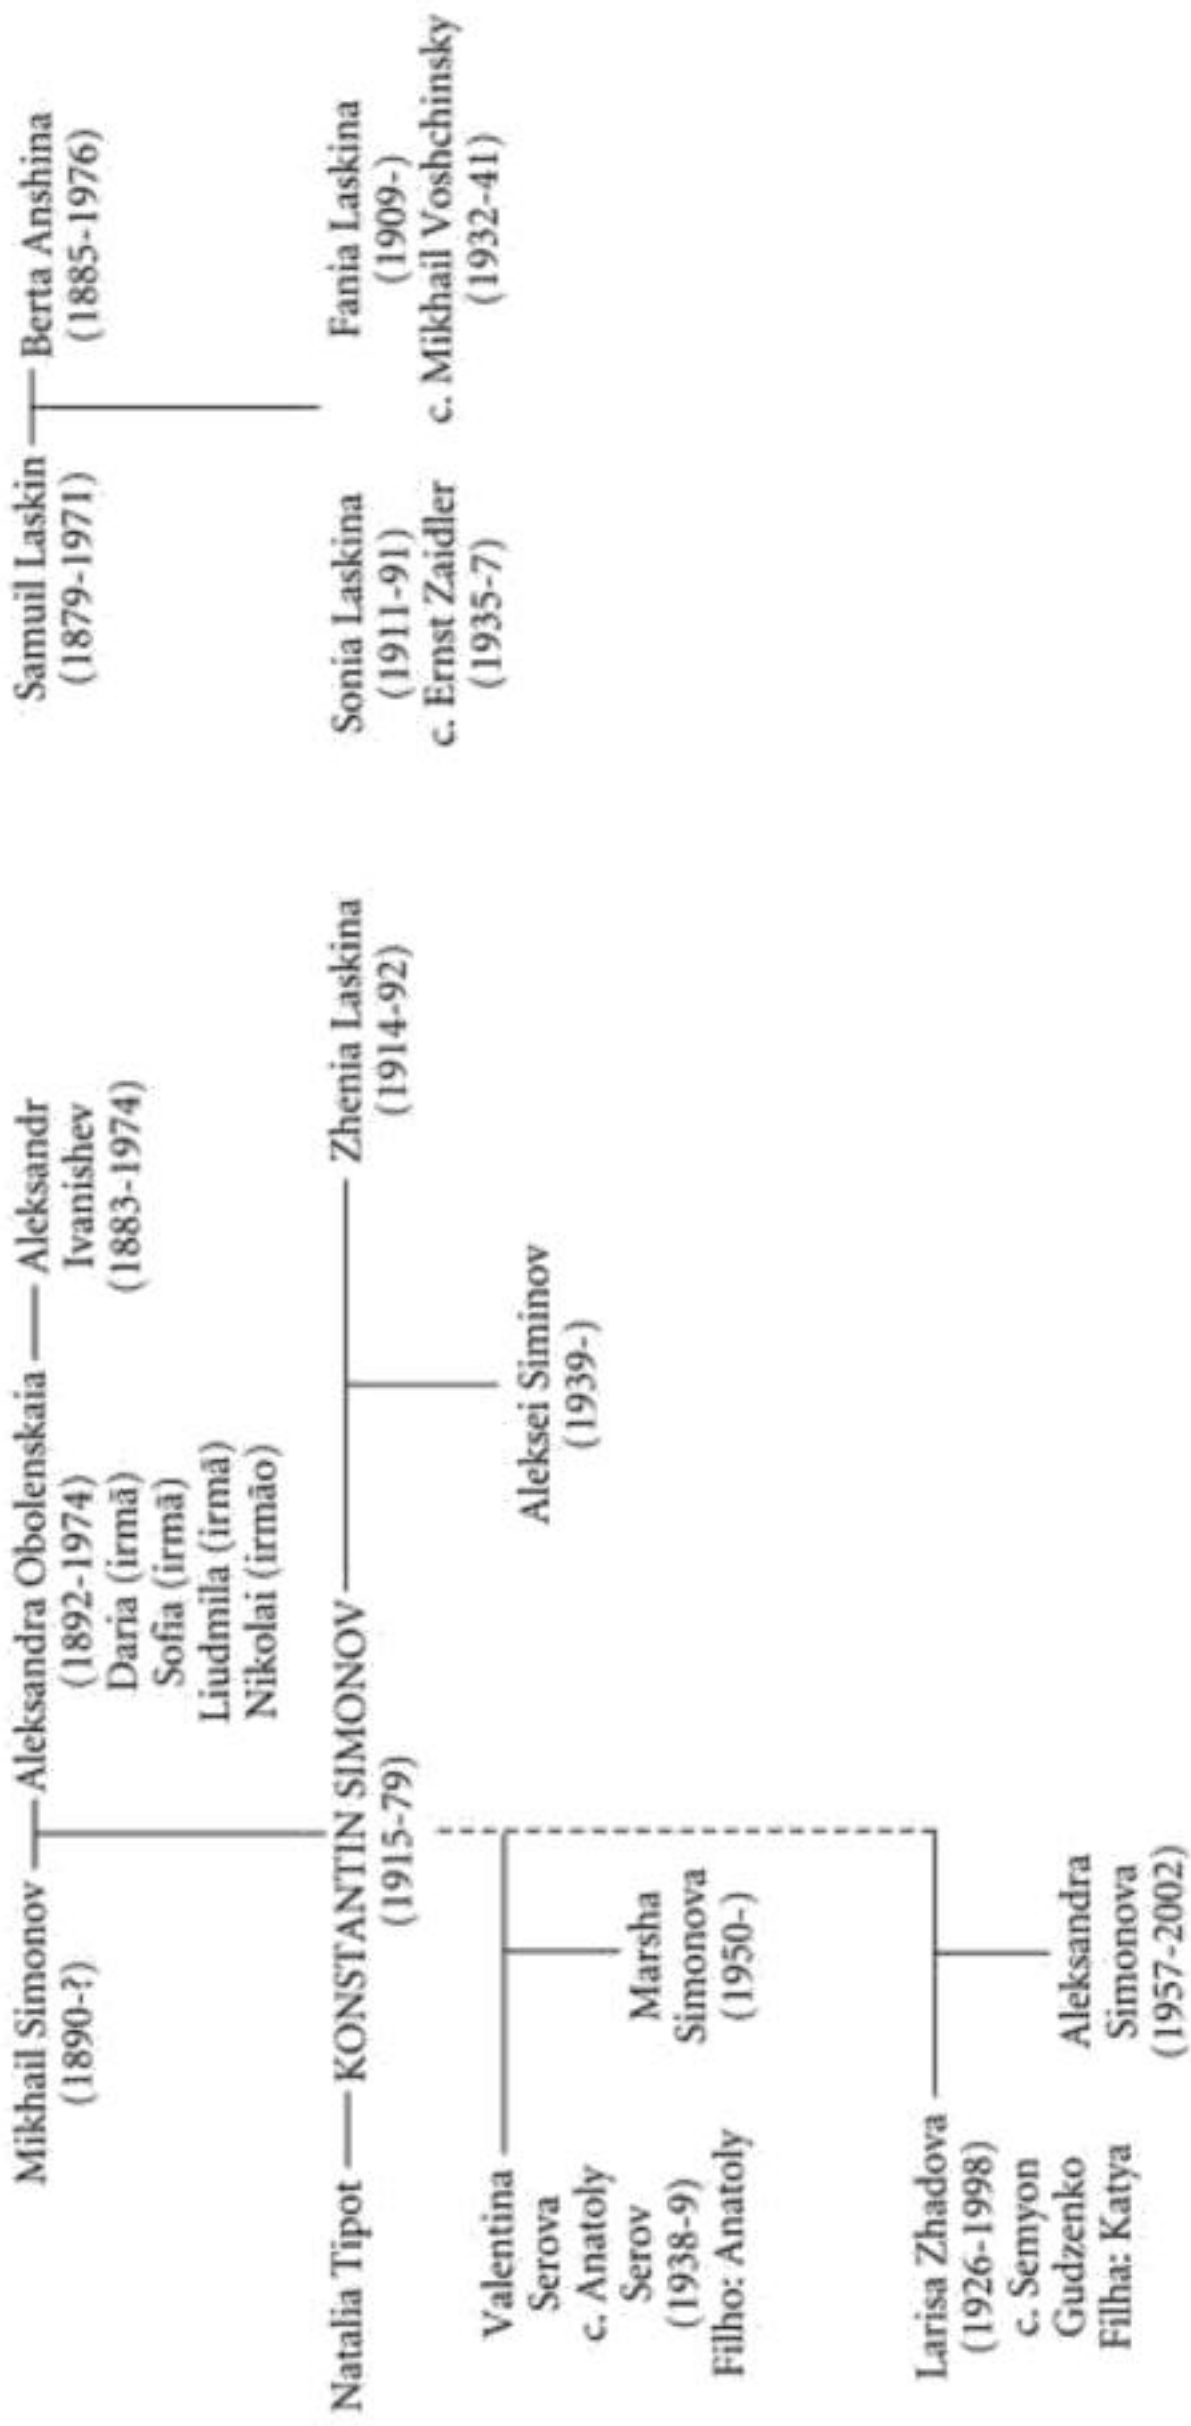 Mikhail Simonov — Aleksandra Obolenskaia — Aleksandr
Ivanishev
(1890-?)
(1892-1974)
(1883-1974)
Daria (irmã)
Sofia (irmã)
Liudmila (irmã)
Nikolai (irmão)
Samuil Laskin — Berta Anshina
(1879-1971)
(1885-1976)
Natalia Tipot — KONSTANTIN SIMONOV — Zhenia Laskina
(1915-79)
(1914-92)
Sonia Laskina
(1911-91)
c. Ernst Zaidler
(1935-7)
Fania Laskina
(1909-)
c. Mikhail Voshchinsky
(1932-41)
Aleksei Siminov
(1939-)
Valentina
Serova
c. Anatoly
Serov
(1938-9)
Filho: Anatoly
Marsha
Simonova
(1950-)
Larisa Zhadova
(1926-1998)
c. Semyon
Gudzenko
Filha: Katya
Aleksandra
Simonova
(1957-2002)